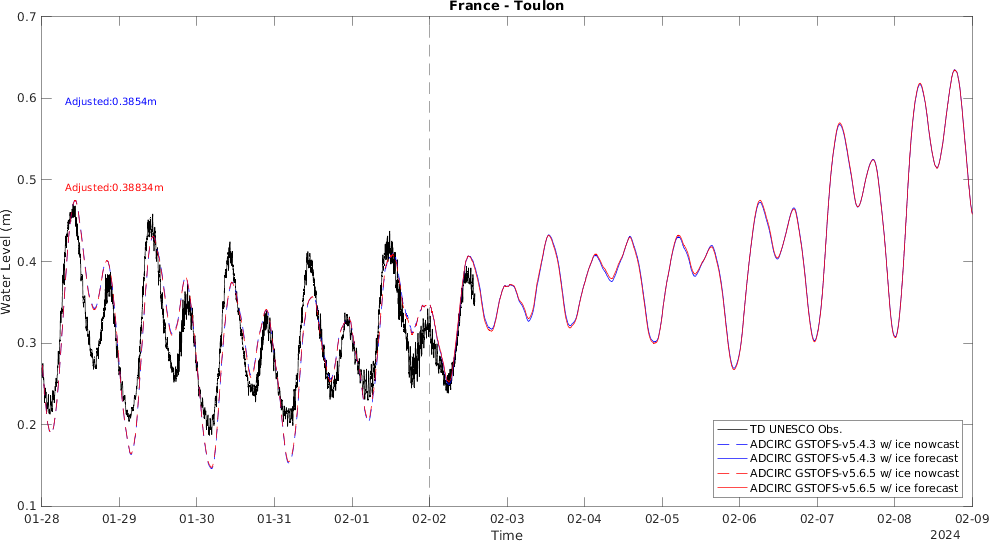 France - Toulon
0.7
0.6
0.5
0.4
0.3
0.2
0.1
Water Level (m)
Adjusted:0.3854m
Adjusted:0.38834m
TD UNESCO Obs.
ADCIRC GSTOFS-v5.4.3 w/ ice nowcast
ADCIRC GSTOFS-v5.4.3 w/ ice forecast
ADCIRC GSTOFS-v5.6.5 w/ ice nowcast
ADCIRC GSTOFS-v5.6.5 w/ ice forecast
01-28 01-29 01-30 01-31 02-01 02-02 02-03 02-04 02-05 02-06 02-07 02-08 02-09
Time
2024